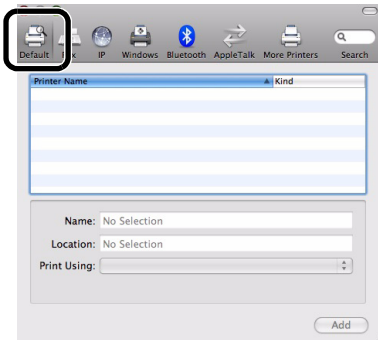 Default IP Windows Bluetooth AppleTalk More Printers Search
Printer Name Kind
Name: No Selection
Location: No Selection
Print Using:
Add